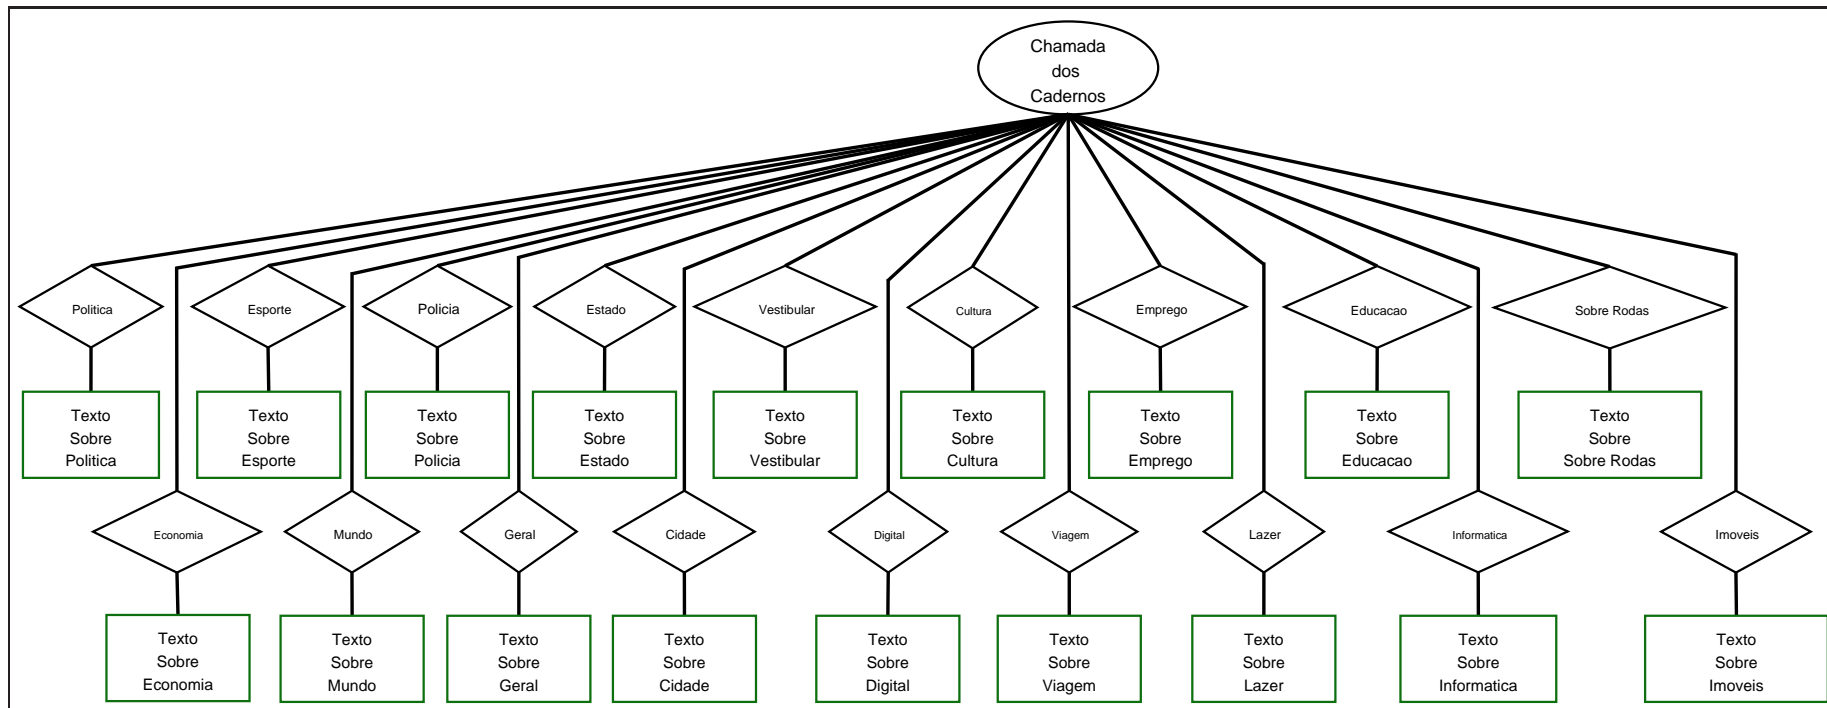 Chamada
dos
Cadernos
Politica
Esporte
Policia
Estado
Vestibular
Cultura
Emprego
Educacao
Sobre Rodas
Texto
Sobre
Politica
Texto
Sobre
Esporte
Texto
Sobre
Policia
Texto
Sobre
Estado
Texto
Sobre
Vestibular
Texto
Sobre
Cultura
Texto
Sobre
Emprego
Texto
Sobre
Educacao
Texto
Sobre
Sobre Rodas
Economia
Mundo
Geral
Cidade
Digital
Viagem
Lazer
Informatica
Imoveis
Texto
Sobre
Economia
Texto
Sobre
Mundo
Texto
Sobre
Geral
Texto
Sobre
Cidade
Texto
Sobre
Digital
Texto
Sobre
Viagem
Texto
Sobre
Lazer
Texto
Sobre
Informatica
Texto
Sobre
Imoveis